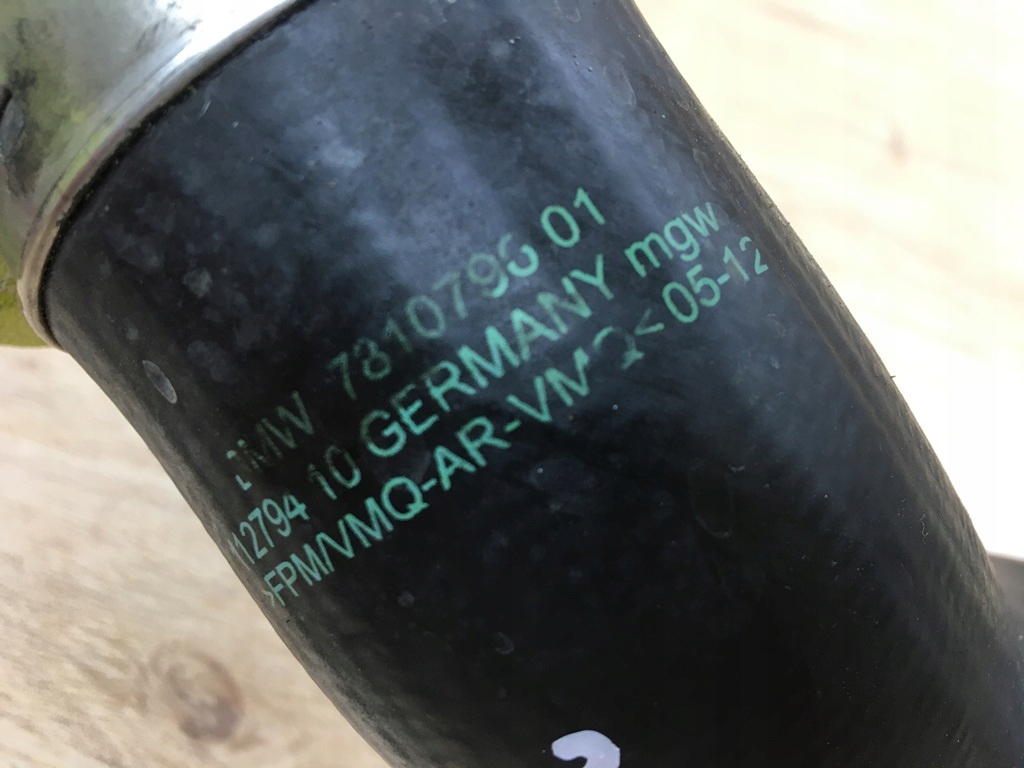 BMW 7810796 01
12794 10 GERMANY mgw
>FPM/VMQ-AR-VMQ< 05-12